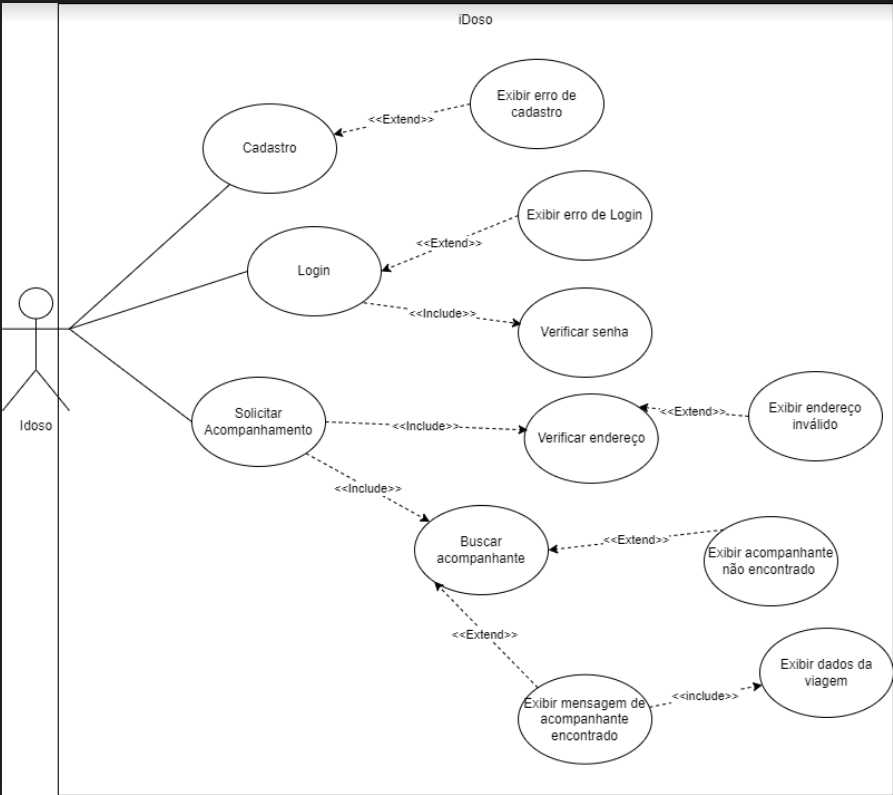 iDoso
Exibir erro de
cadastro
<<Extend>>
Cadastro
Exibir erro de Login
<<Extend>>
Login
<<Include>>
Verificar senha
Idoso
Solicitar
Acompanhamento
<<Include>>
Verificar endereço
<<Extend>>
Exibir endereço
inválido
<<Include>>
Buscar
acompanhante
<<Extend>>
Exibir acompanhante
não encontrado
<<Extend>>
Exibir mensagem de
acompanhante
encontrado
<<include>>
Exibir dados da
viagem